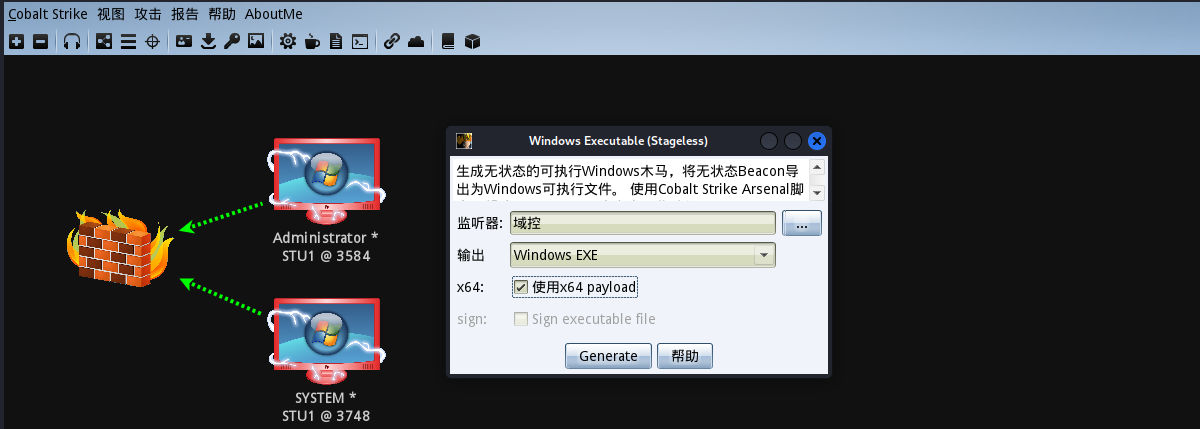 Cobalt Strike 视图 攻击 报告 帮助 AboutMe
Windows Executable (Stageless)
生成无状态的可执行Windows木马，将无状态Beacon导
出为Windows可执行文件。 使用Cobalt Strike Arsenal脚
监听器: 域控 ...
输出 Windows EXE
x64: 使用x64 payload
sign: Sign executable file
Generate 帮助
Administrator *
STU1 @ 3584
SYSTEM *
STU1 @ 3748